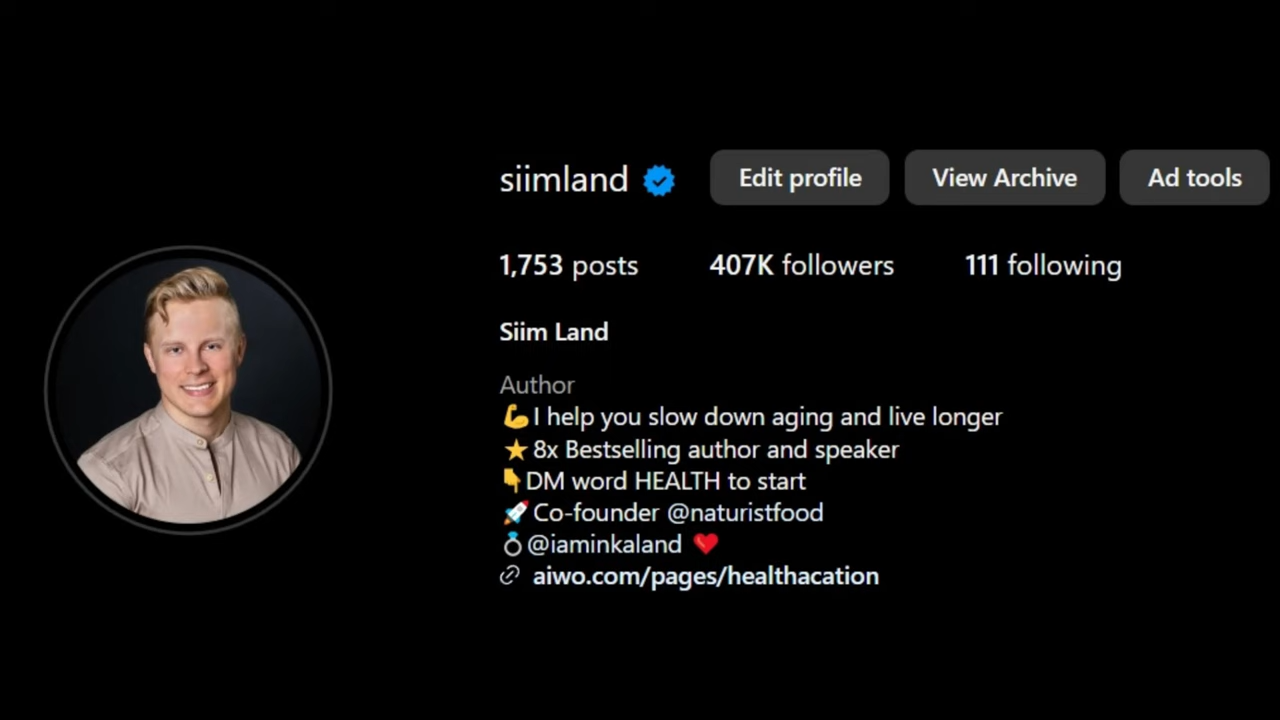 siimland Edit profile View Archive Ad tools
1,753 posts 407K followers 111 following
Siim Land
Author
💪I help you slow down aging and live longer
⭐8x Bestselling author and speaker
👇DM word HEALTH to start
🚀Co-founder @naturistfood
💍@iaminkaland ❤️
aiwo.com/pages/healthacation